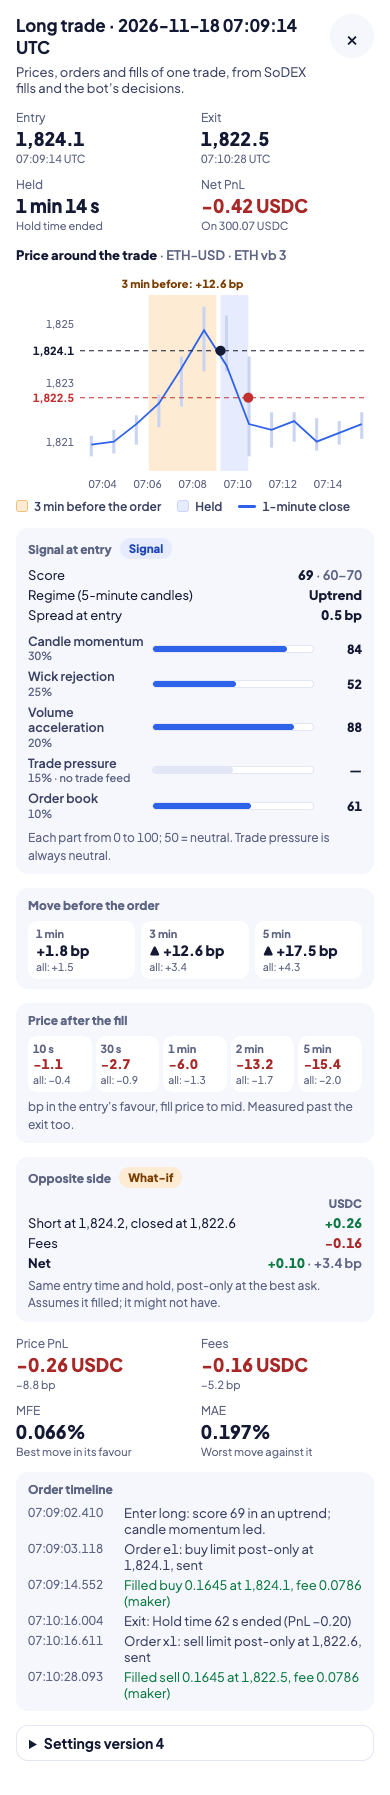 Long trade · 2026-11-18 07:09:14
UTC
×
Prices, orders and fills of one trade, from SoDEX
fills and the bot's decisions.
Entry
1,824.1
07:09:14 UTC
Exit
1,822.5
07:10:28 UTC
Held
1 min 14 s
Hold time ended
Net PnL
−0.42 USDC
On 300.07 USDC
Price around the trade · ETH-USD · ETH vb 3
3 min before: +12.6 bp
1,825
1,824.1
1,823
1,822.5
1,821
07:04 07:06 07:08 07:10 07:12 07:14
3 min before the order Held 1-minute close
Signal at entry Signal
Score 69 · 60–70
Regime (5-minute candles) Uptrend
Spread at entry 0.5 bp
Candle momentum
30%
84
Wick rejection
25%
52
Volume
acceleration
20%
88
Trade pressure
15% · no trade feed
—
Order book
10%
61
Each part from 0 to 100; 50 = neutral. Trade pressure is
always neutral.
Move before the order
1 min
+1.8 bp
all: +1.5
3 min
▲ +12.6 bp
all: +3.4
5 min
▲ +17.5 bp
all: +4.3
Price after the fill
10 s
−1.1
all: −0.4
30 s
−2.7
all: −0.9
1 min
−6.0
all: −1.3
2 min
−13.2
all: −1.7
5 min
−15.4
all: −2.0
bp in the entry's favour, fill price to mid. Measured past the
exit too.
Opposite side What-if
USDC
Short at 1,824.2, closed at 1,822.6 +0.26
Fees −0.16
Net +0.10 · +3.4 bp
Same entry time and hold, post-only at the best ask.
Assumes it filled; it might not have.
Price PnL
−0.26 USDC
−8.8 bp
Fees
−0.16 USDC
−5.2 bp
MFE
0.066%
Best move in its favour
MAE
0.197%
Worst move against it
Order timeline
07:09:02.410 Enter long: score 69 in an uptrend;
candle momentum led.
07:09:03.118 Order e1: buy limit post-only at
1,824.1, sent
07:09:14.552 Filled buy 0.1645 at 1,824.1, fee 0.0786
(maker)
07:10:16.004 Exit: Hold time 62 s ended (PnL −0.20)
07:10:16.611 Order x1: sell limit post-only at 1,822.6,
sent
07:10:28.093 Filled sell 0.1645 at 1,822.5, fee 0.0786
(maker)
▶ Settings version 4